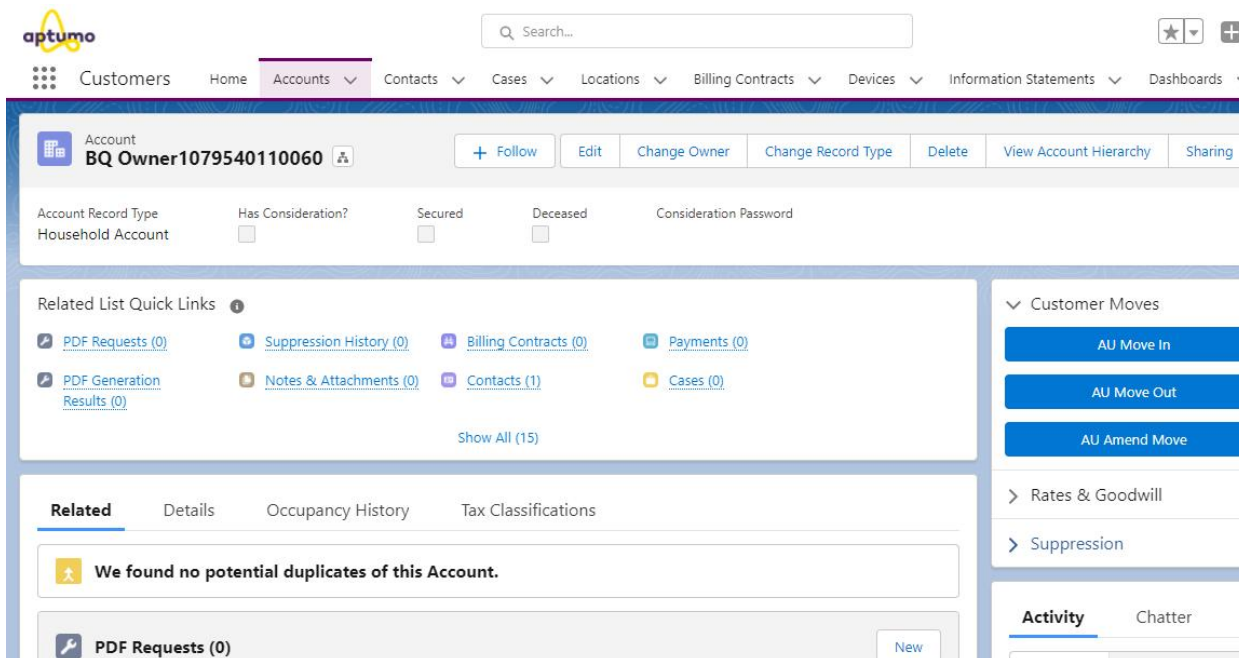 aptumo
Search...
Customers Home Accounts Contacts Cases Locations Billing Contracts Devices Information Statements Dashboards
Account
BQ Owner1079540110060
+ Follow Edit Change Owner Change Record Type Delete View Account Hierarchy Sharing
Account Record Type Has Consideration? Secured Deceased Consideration Password
Household Account
Related List Quick Links
PDF Requests (0) Suppression History (0) Billing Contracts (0) Payments (0)
PDF Generation Notes & Attachments (0) Contacts (1) Cases (0)
Results (0)
Show All (15)
Customer Moves
AU Move In
AU Move Out
AU Amend Move
Rates & Goodwill
Suppression
Related Details Occupancy History Tax Classifications
We found no potential duplicates of this Account.
PDF Requests (0) New
Activity Chatter